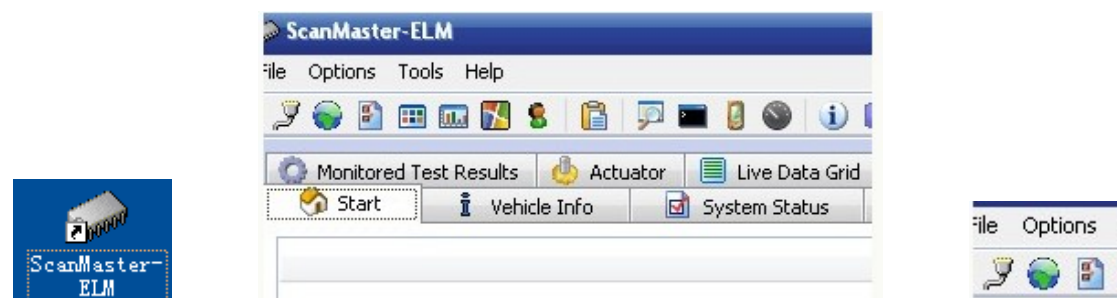 ScanMaster-ELM
File Options Tools Help
Monitored Test Results Actuator Live Data Grid
Start Vehicle Info System Status
ScanMaster-
ELM
File Options